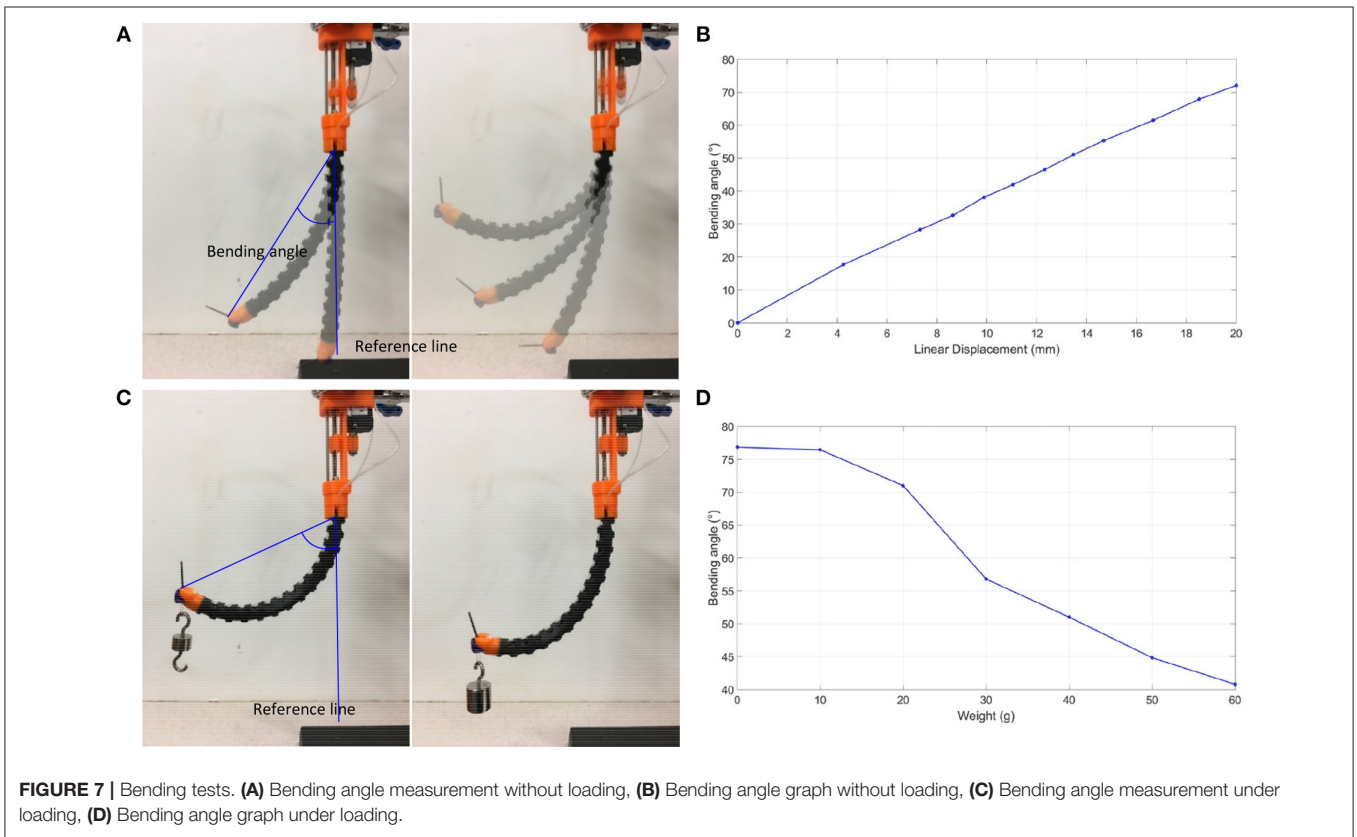 A
Bending angle
Reference line
B
80
70
60
50
40
30
20
10
0
Bending angle (°)
0 2 4 6 8 10 12 14 16 18 20
Linear Displacement (mm)
C
Reference line
D
80
75
70
65
60
55
50
45
40
Bending angle (°)
0 10 20 30 40 50 60
Weight (g)
FIGURE 7 | Bending tests. (A) Bending angle measurement without loading, (B) Bending angle graph without loading, (C) Bending angle measurement under
loading, (D) Bending angle graph under loading.